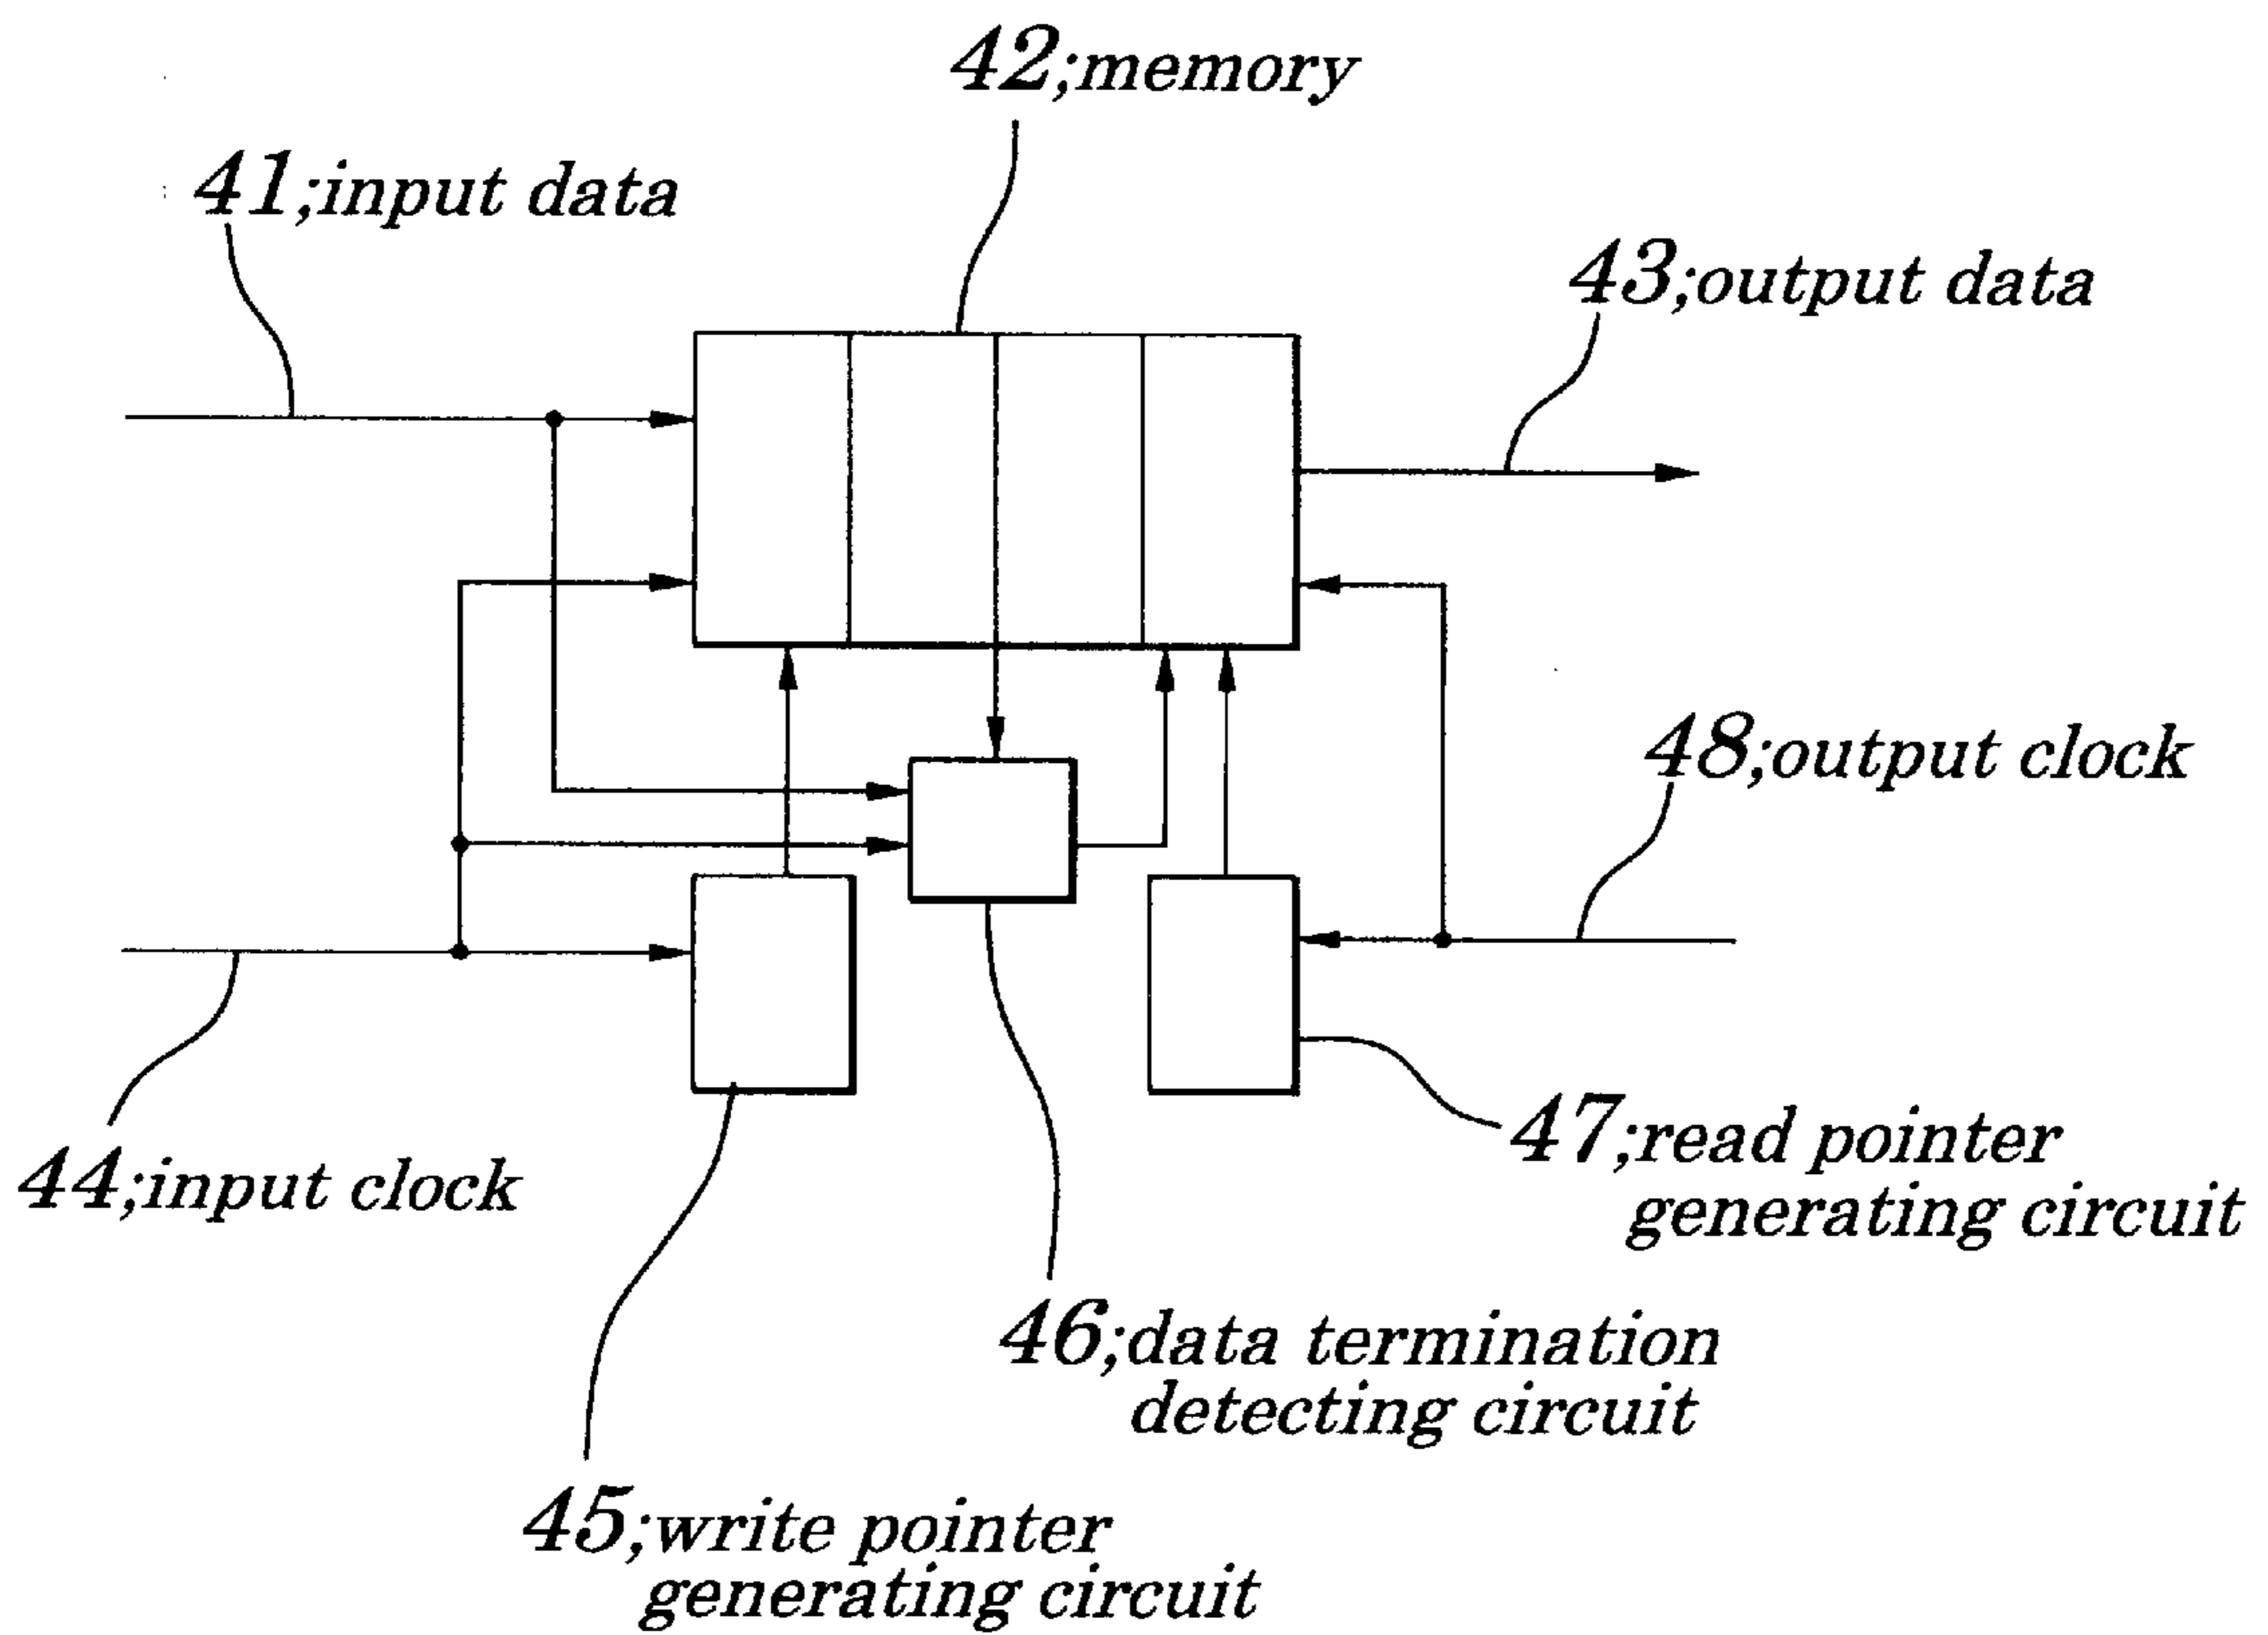 42;memory
41;input data
43;output data
48;output clock
44;input clock
47;read pointer
generating circuit
46;data termination
detecting circuit
45;write pointer
generating circuit